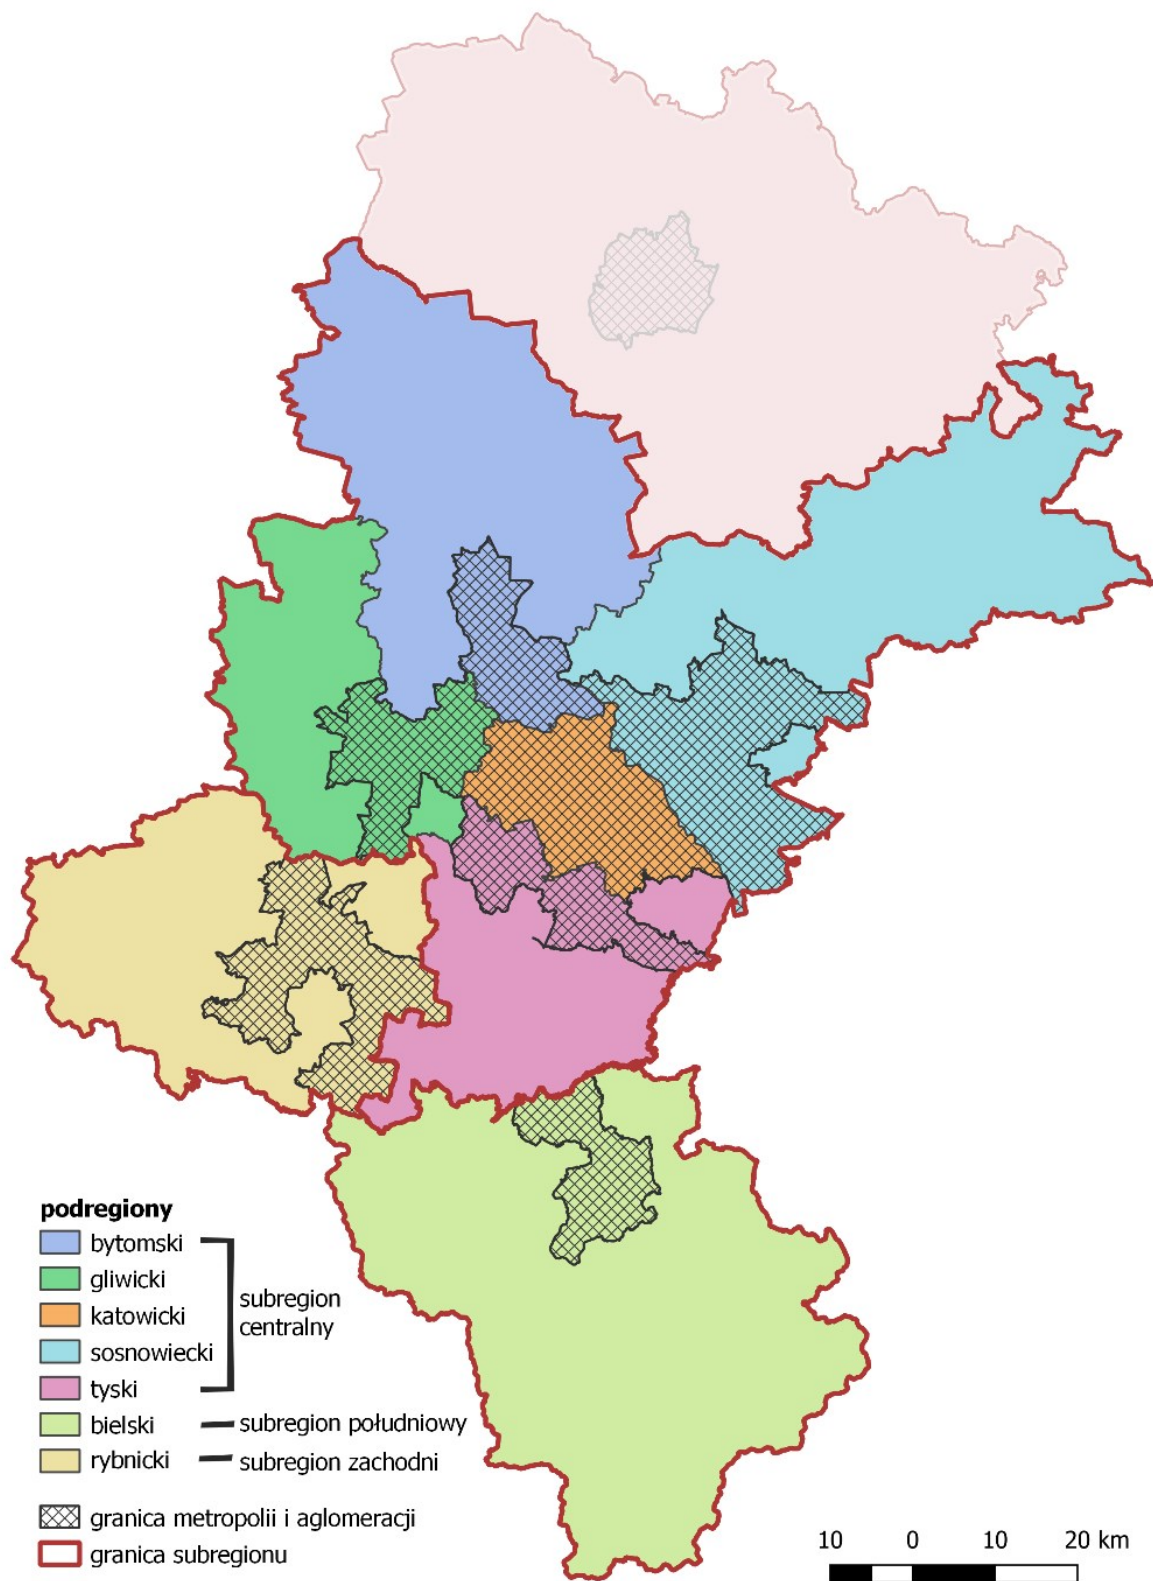 podregiony
bytomski
gliwicki
katowicki
sosnowiecki
tyski
subregion
centralny
bielski
subregion południowy
rybnicki
subregion zachodni
granica metropolii i aglomeracji
granica subregionu
10 0 10 20 km